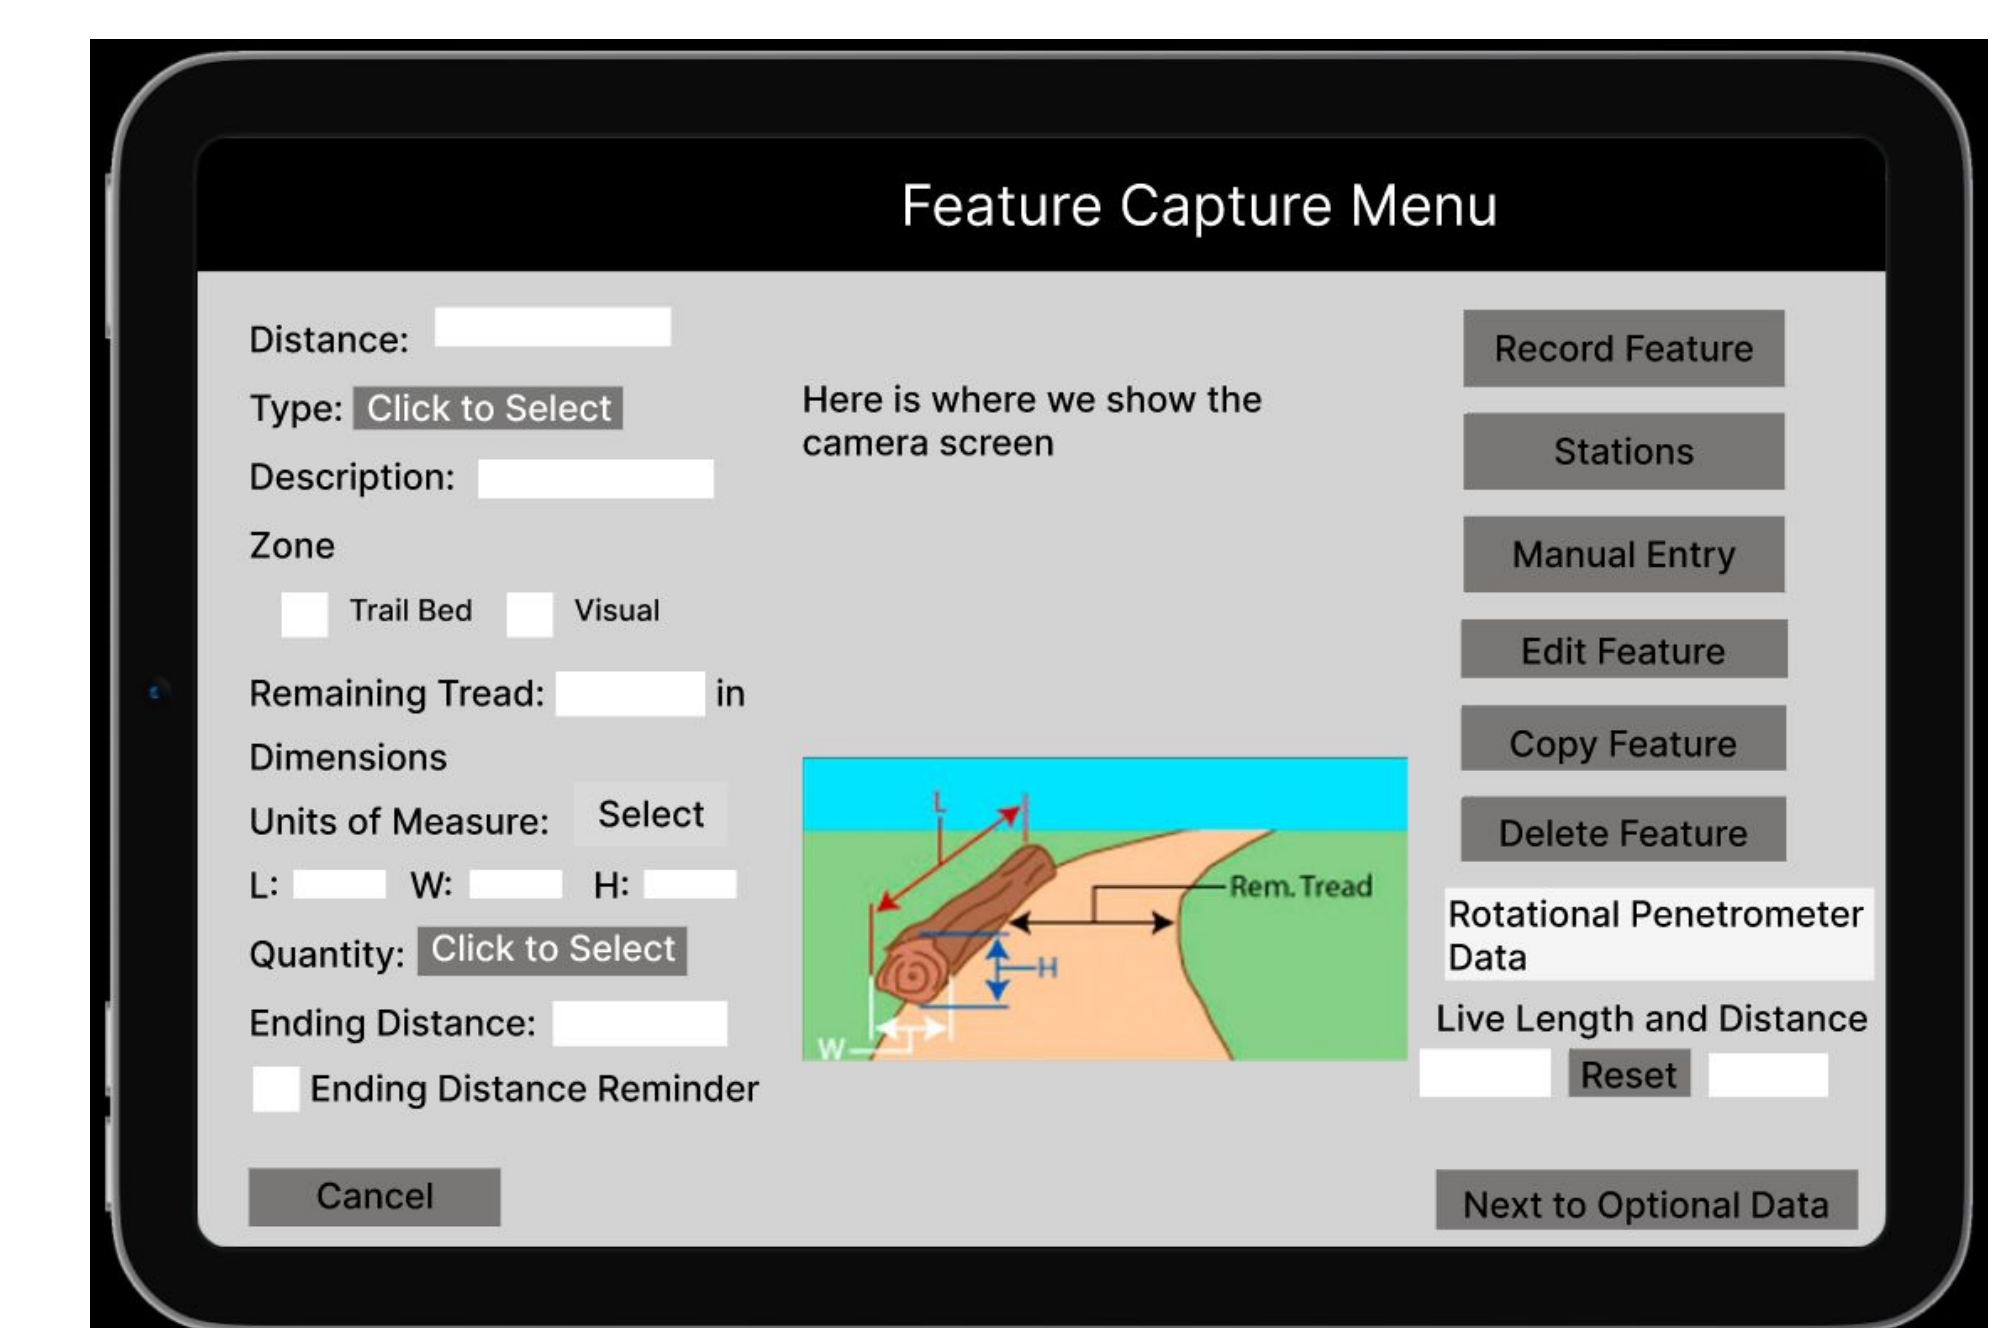 Feature Capture Menu
Distance:
Type: Click to Select
Description:
Zone
Trail Bed Visual
Remaining Tread: in
Dimensions
Units of Measure: Select
L: W: H:
Quantity: Click to Select
Ending Distance:
Ending Distance Reminder
Cancel
Here is where we show the
camera screen
L
Rem. Tread
H
W
Record Feature
Stations
Manual Entry
Edit Feature
Copy Feature
Delete Feature
Rotational Penetrometer
Data
Live Length and Distance
Reset
Next to Optional Data